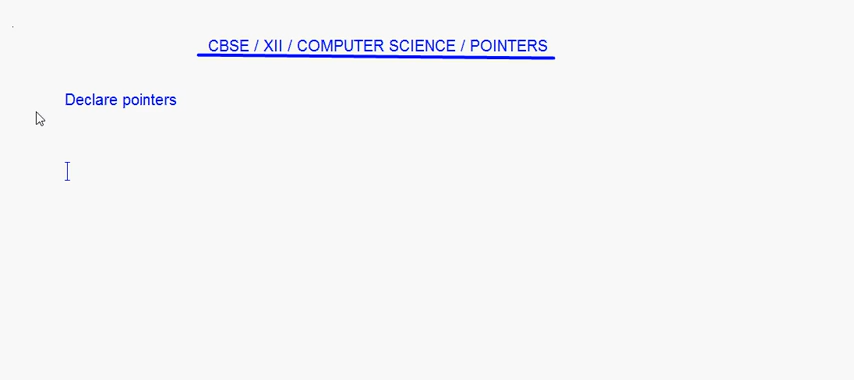 CBSE / XII / COMPUTER SCIENCE / POINTERS
Declare pointers